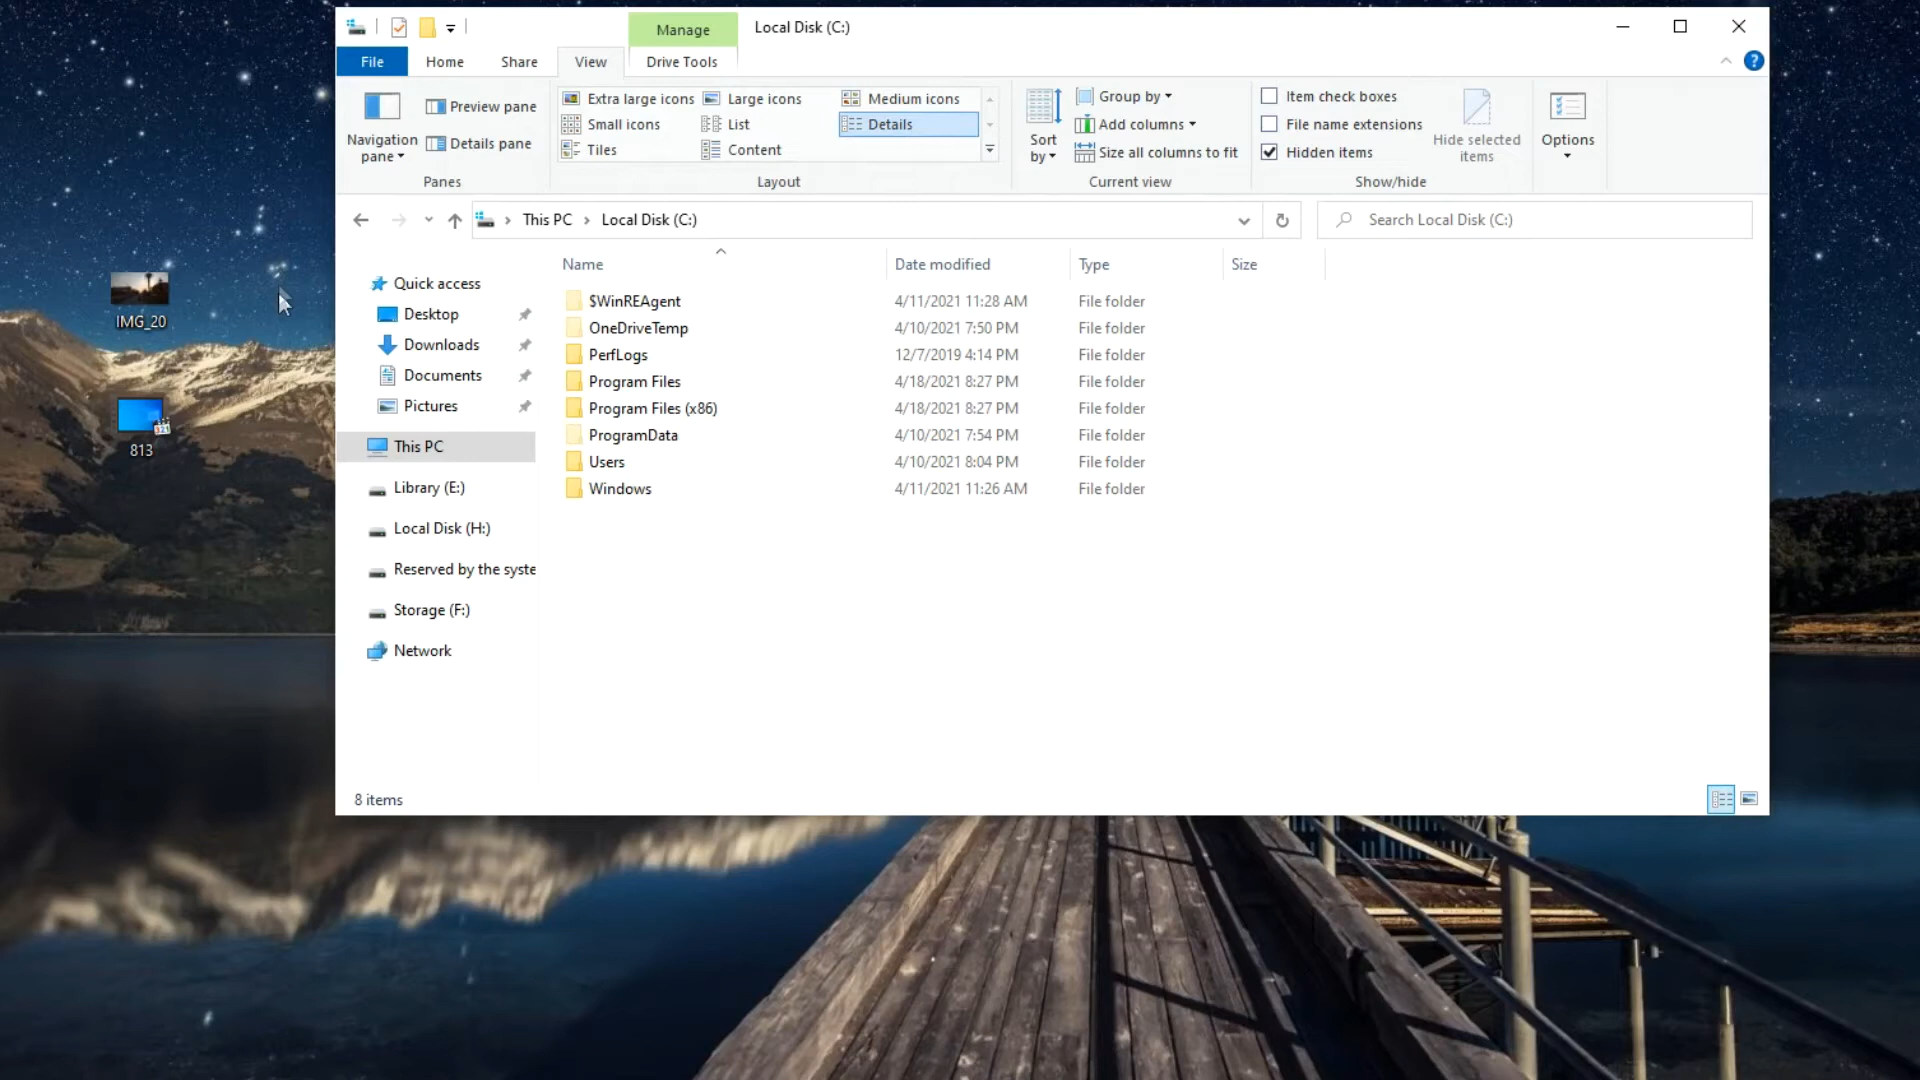 Manage
Local Disk (C:)
File
Home
Share
View
Drive Tools
Navigation pane
Preview pane
Details pane
Panes
Extra large icons
Large icons
Medium icons
Small icons
List
Details
Tiles
Content
Layout
Sort by
Group by
Add columns
Size all columns to fit
Current view
Item check boxes
File name extensions
Hidden items
Hide selected items
Show/hide
Options
This PC
Local Disk (C:)
Search Local Disk (C:)
Quick access
Desktop
Downloads
Documents
Pictures
This PC
Library (E:)
Local Disk (H:)
Reserved by the syste
Storage (F:)
Network
Name Date modified Type Size
$WinREAgent 4/11/2021 11:28 AM File folder
OneDriveTemp 4/10/2021 7:50 PM File folder
PerfLogs 12/7/2019 4:14 PM File folder
Program Files 4/18/2021 8:27 PM File folder
Program Files (x86) 4/18/2021 8:27 PM File folder
ProgramData 4/10/2021 7:54 PM File folder
Users 4/10/2021 8:04 PM File folder
Windows 4/11/2021 11:26 AM File folder
8 items
IMG_20
321
813